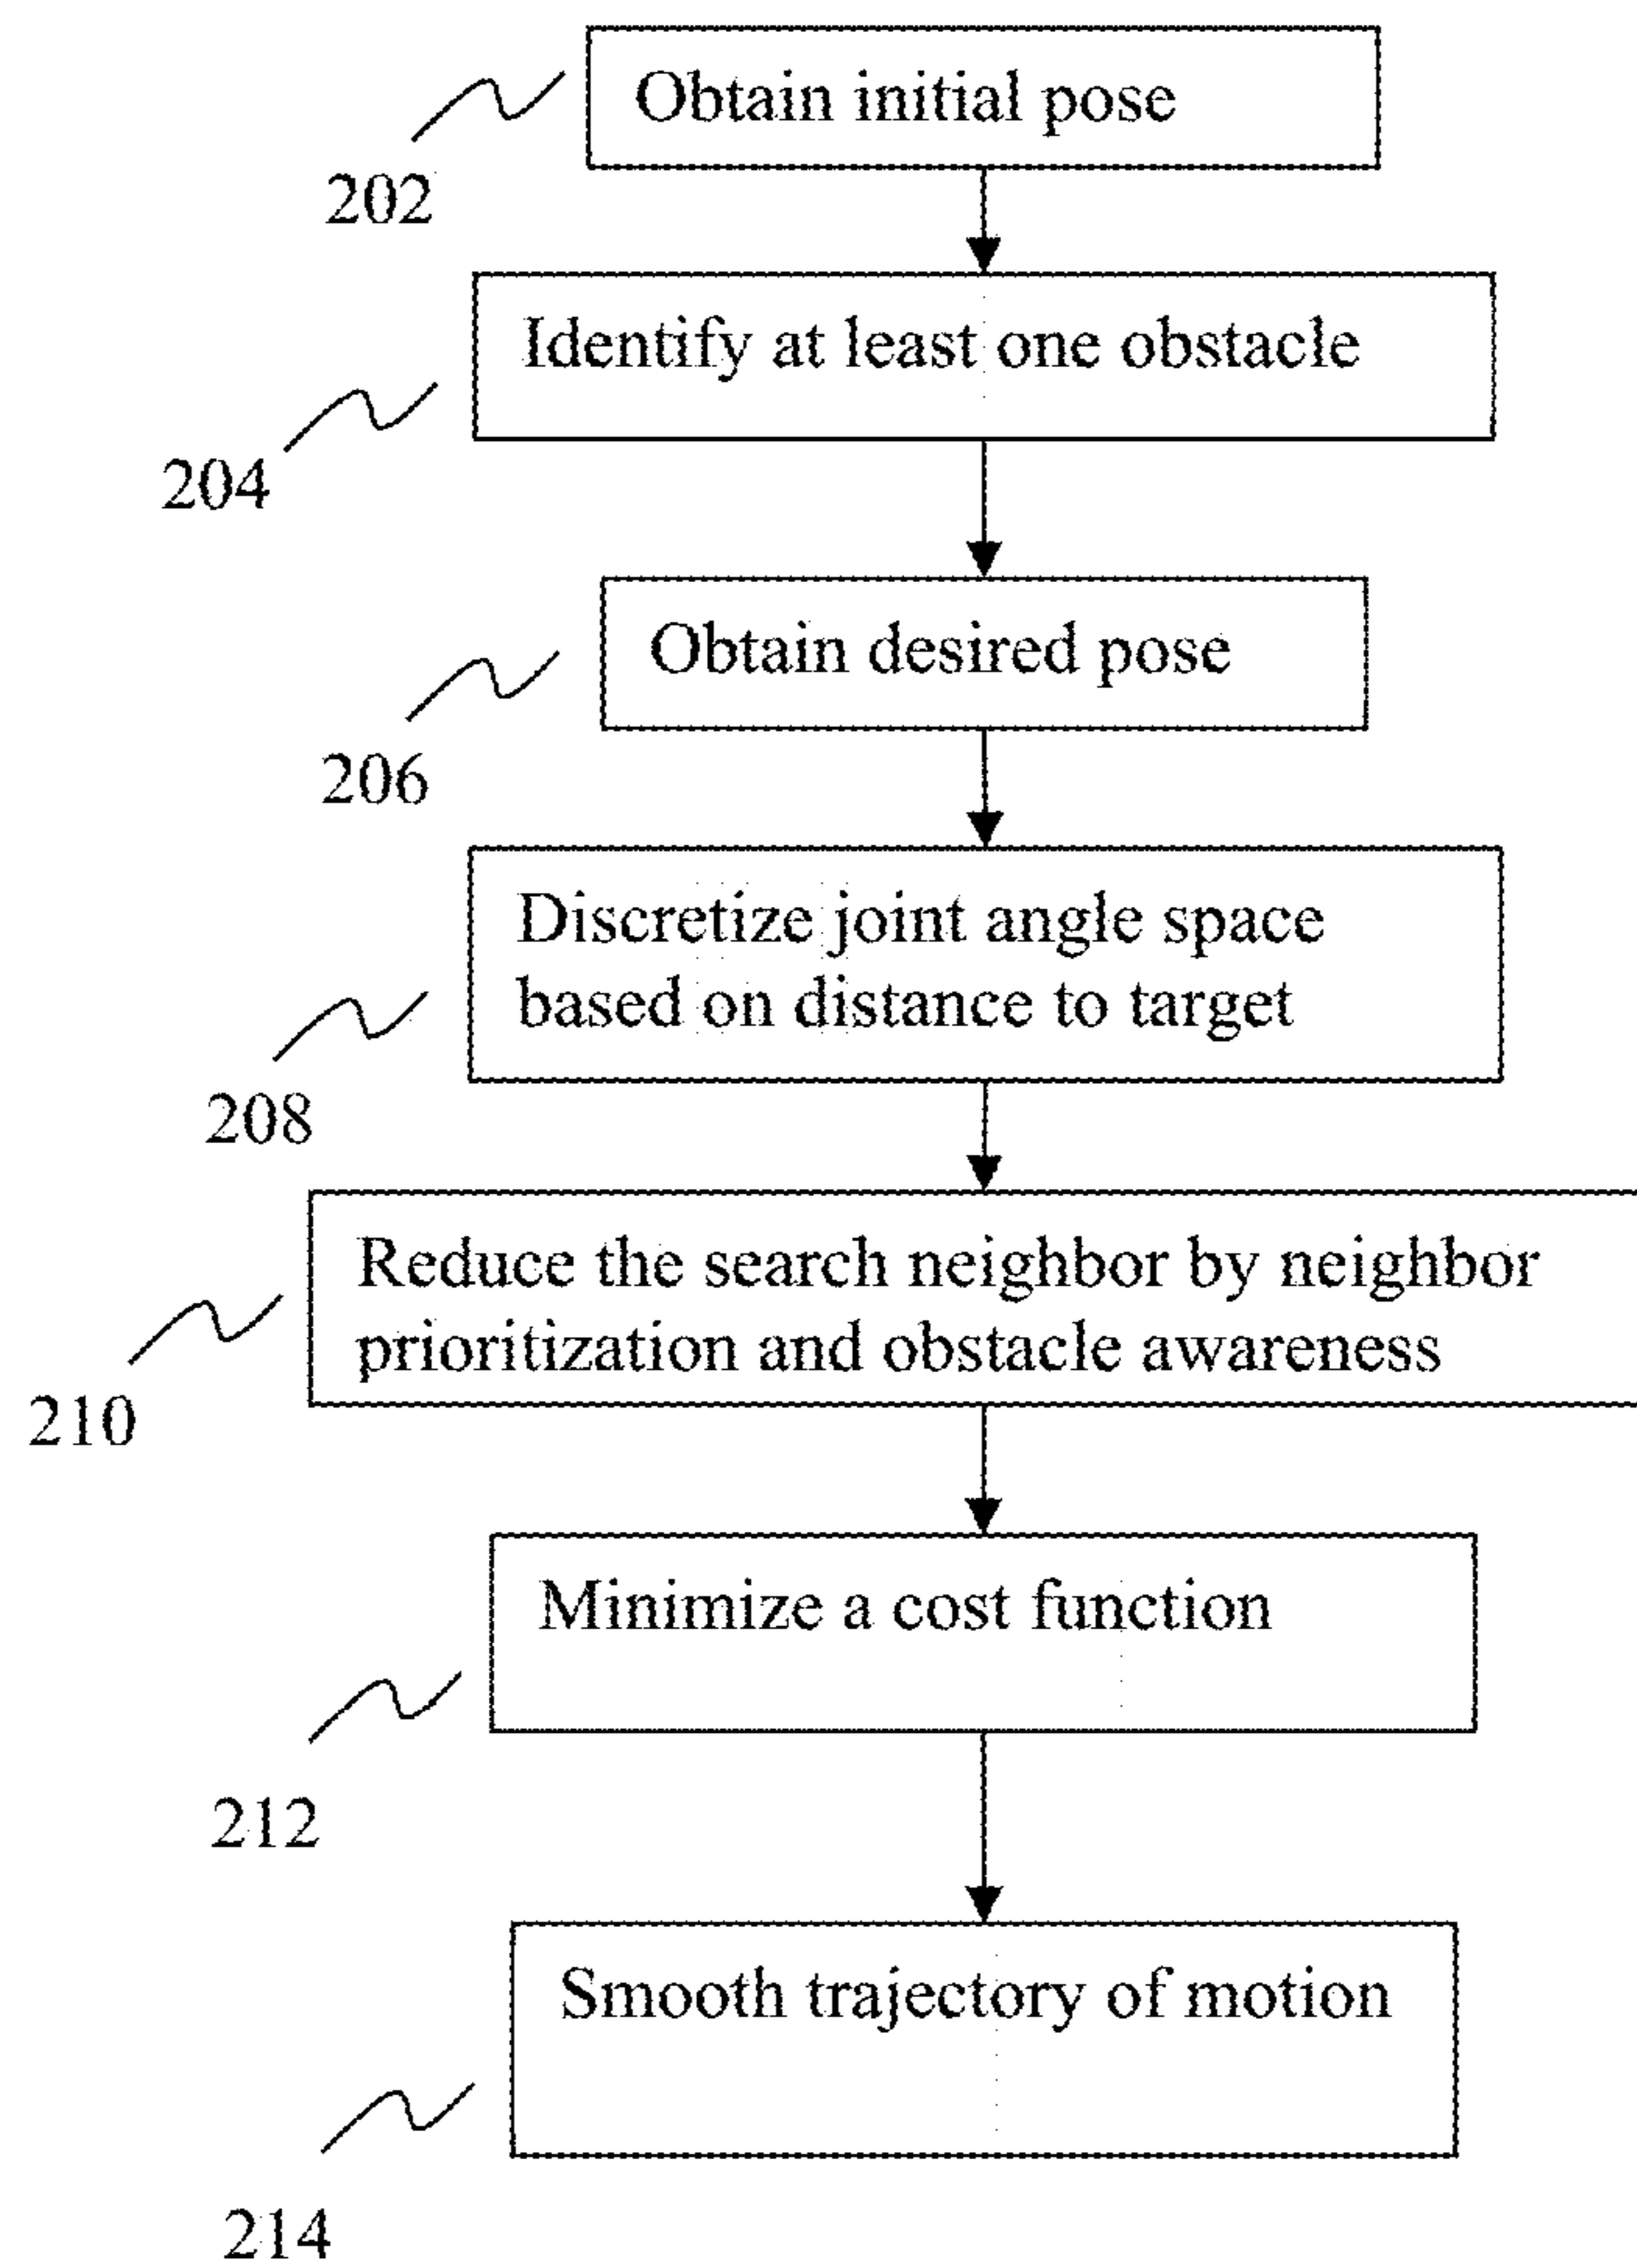 Obtain initial pose
202
Identify at least one obstacle
204
Obtain desired pose
206
Discretize joint angle space
based on distance to target
208
Reduce the search neighbor by neighbor
prioritization and obstacle awareness
210
Minimize a cost function
212
Smooth trajectory of motion
214